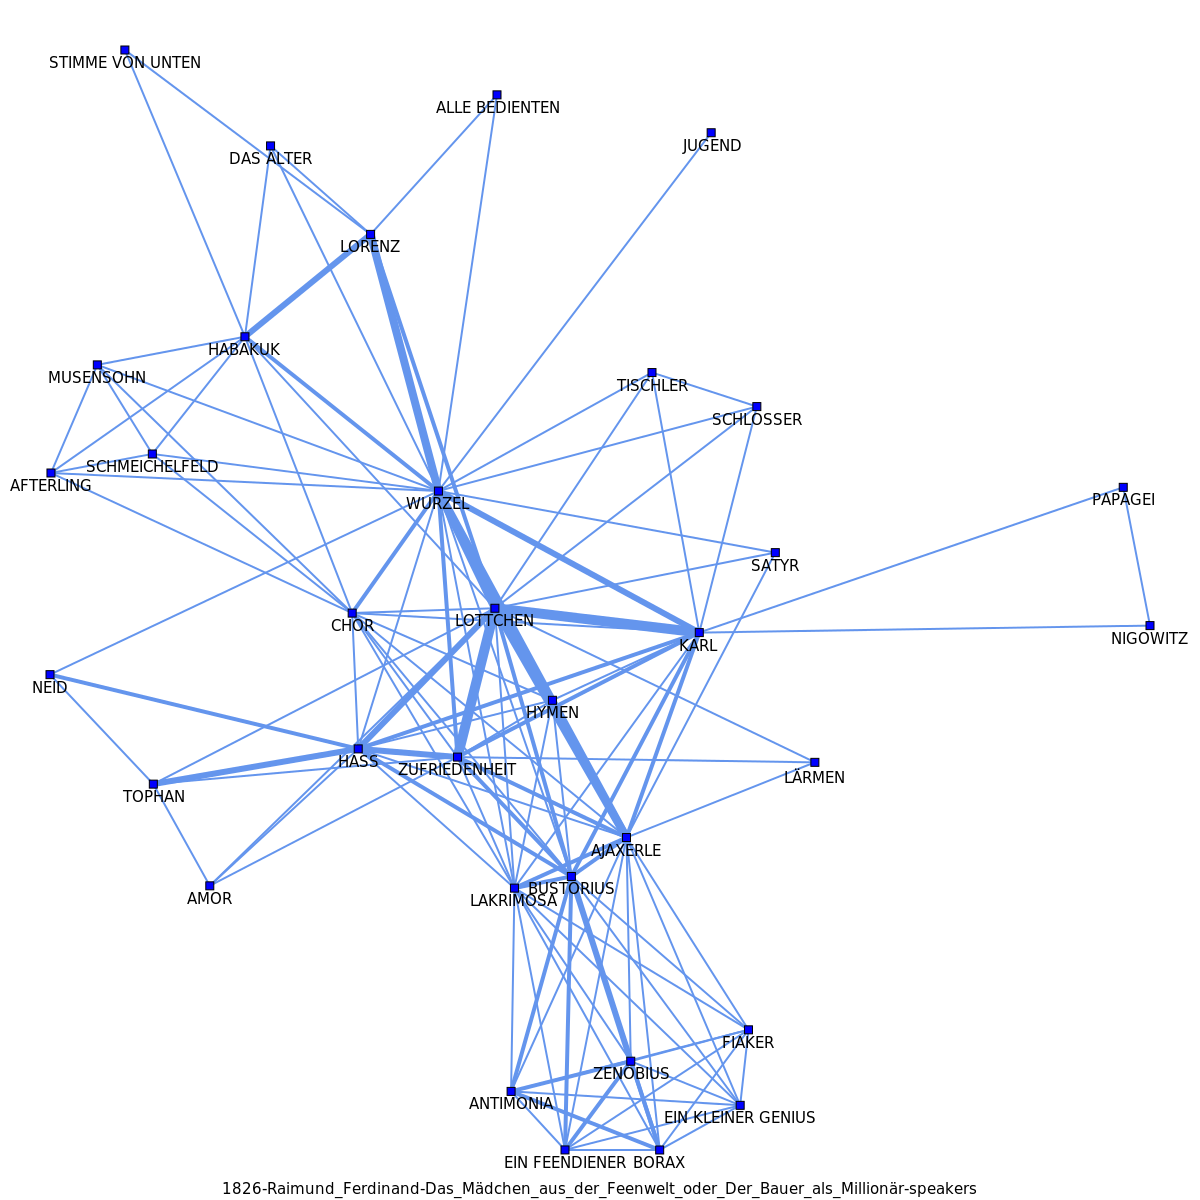 STIMME VON UNTEN
ALLE BEDIENTEN
JUGEND
DAS ALTER
LORENZ
HABAKUK
MUSENSOHN
TISCHLER
SCHLOSSER
SCHMEICHELFELD
AFTERLING
WURZEL
PAPAGEI
SATYR
CHOR
LOTTCHEN
KARL
NIGOWITZ
NEID
HYMEN
HASS
ZUFRIEDENHEIT
LÄRMEN
TOPHAN
AJAXERLE
BUSTORIUS
AMOR
LAKRIMOSA
FIAKER
ZENOBIUS
ANTIMONIA
EIN KLEINER GENIUS
EIN FEENDIENER
BORAX
1826-Raimund_Ferdinand-Das_Mädchen_aus_der_Feenwelt_oder_Der_Bauer_als_Millionär-speakers